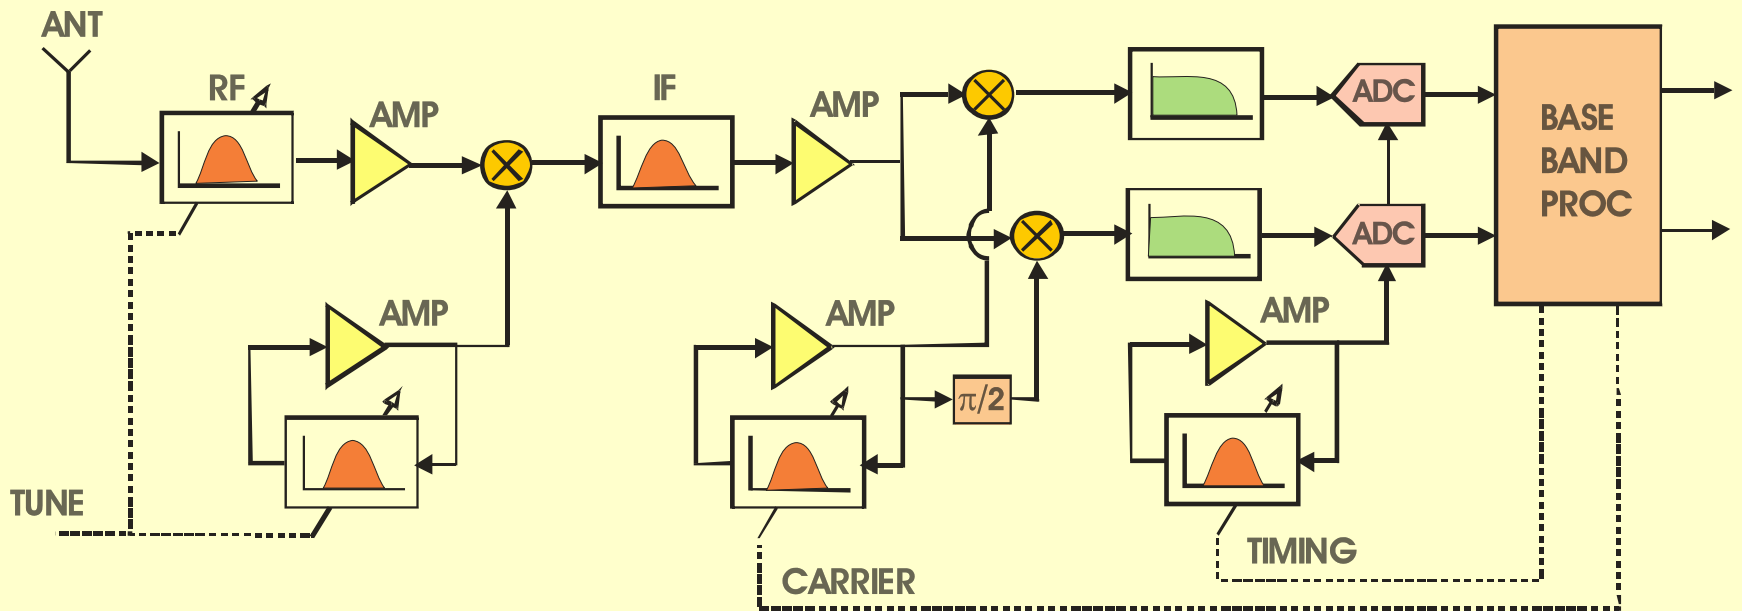 ANT
RF
AMP
IF
AMP
ADC
BASE
BAND
PROC
ADC
AMP
AMP
AMP
π/2
TUNE
TIMING
CARRIER